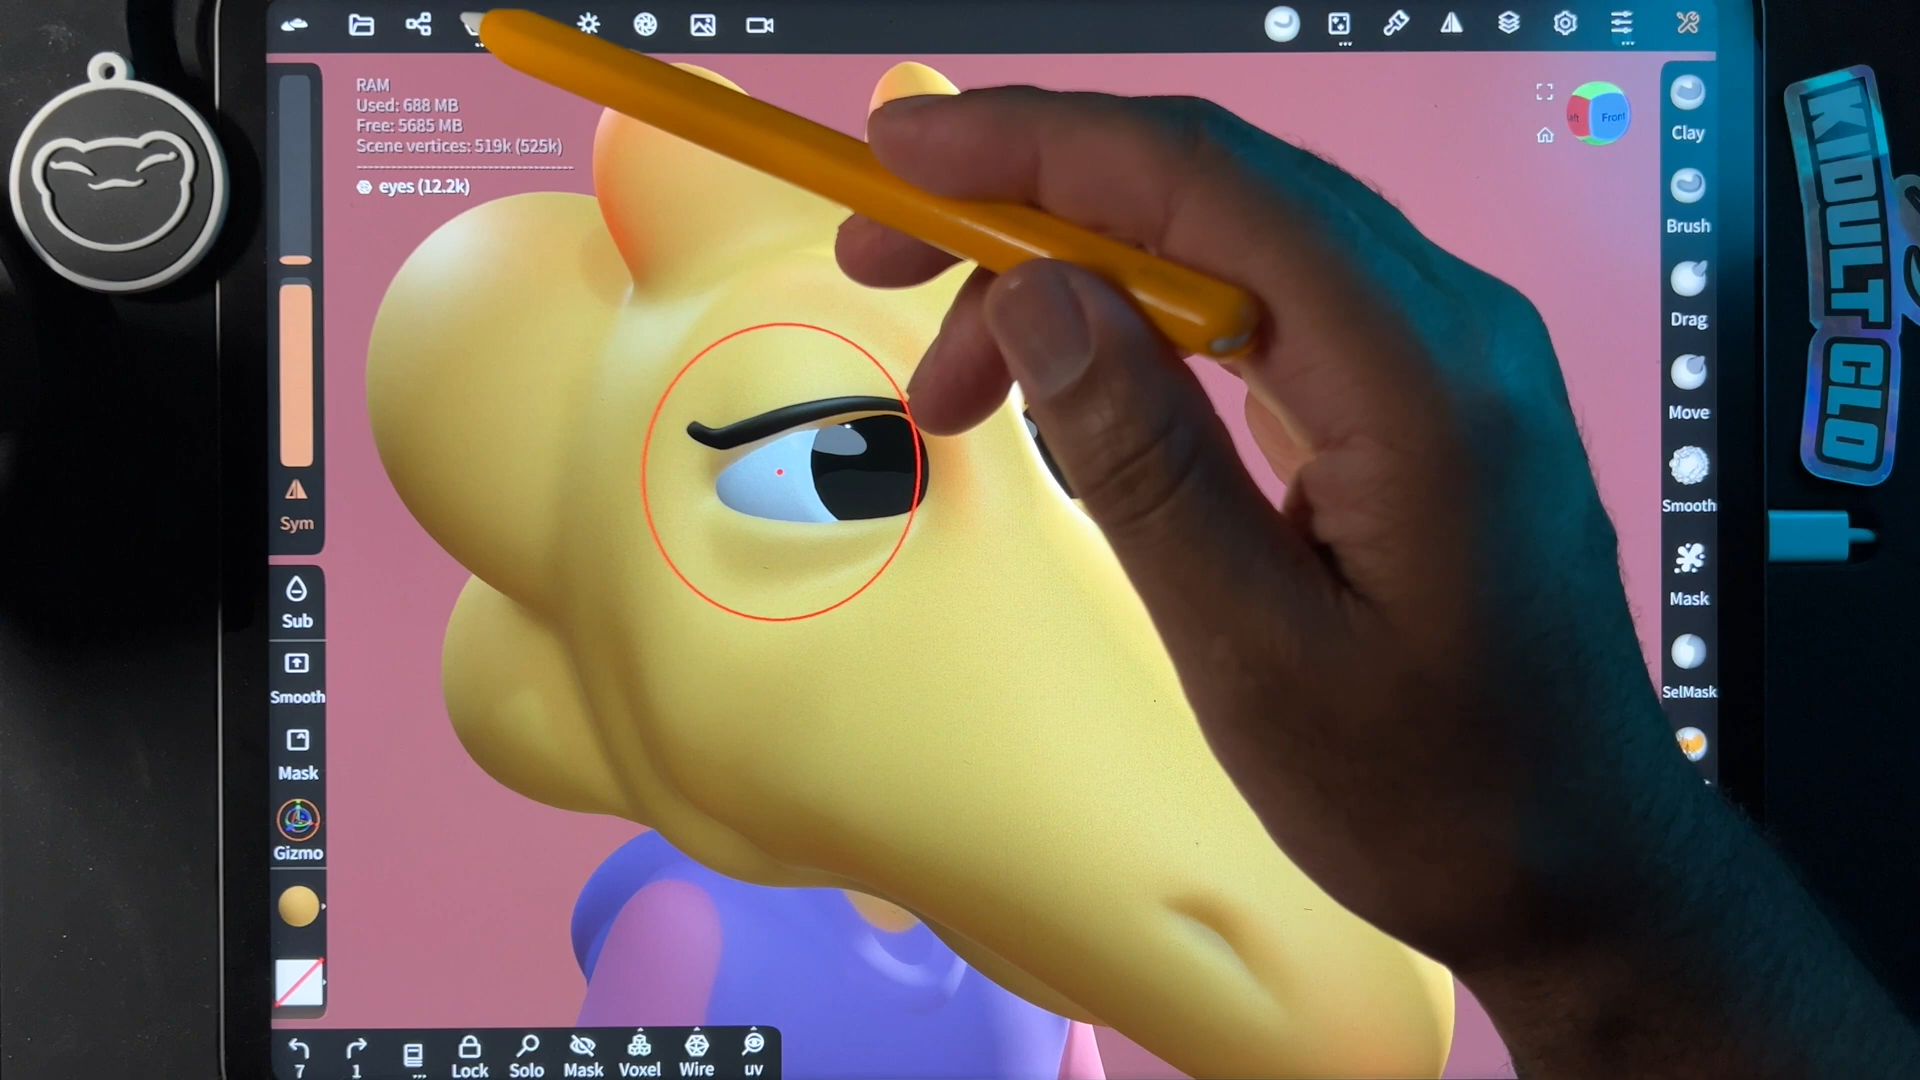 RAM
Used: 688 MB
Free: 5685 MB
Scene vertices: 519k (525k)
eyes (12.2k)
Sym
Sub
Smooth
Mask
Gizmo
7
1
Lock
Solo
Mask
Voxel
Wire
uv
Front
Clay
Brush
Drag
Move
Smooth
Mask
SelMask
KIDULT
CLO